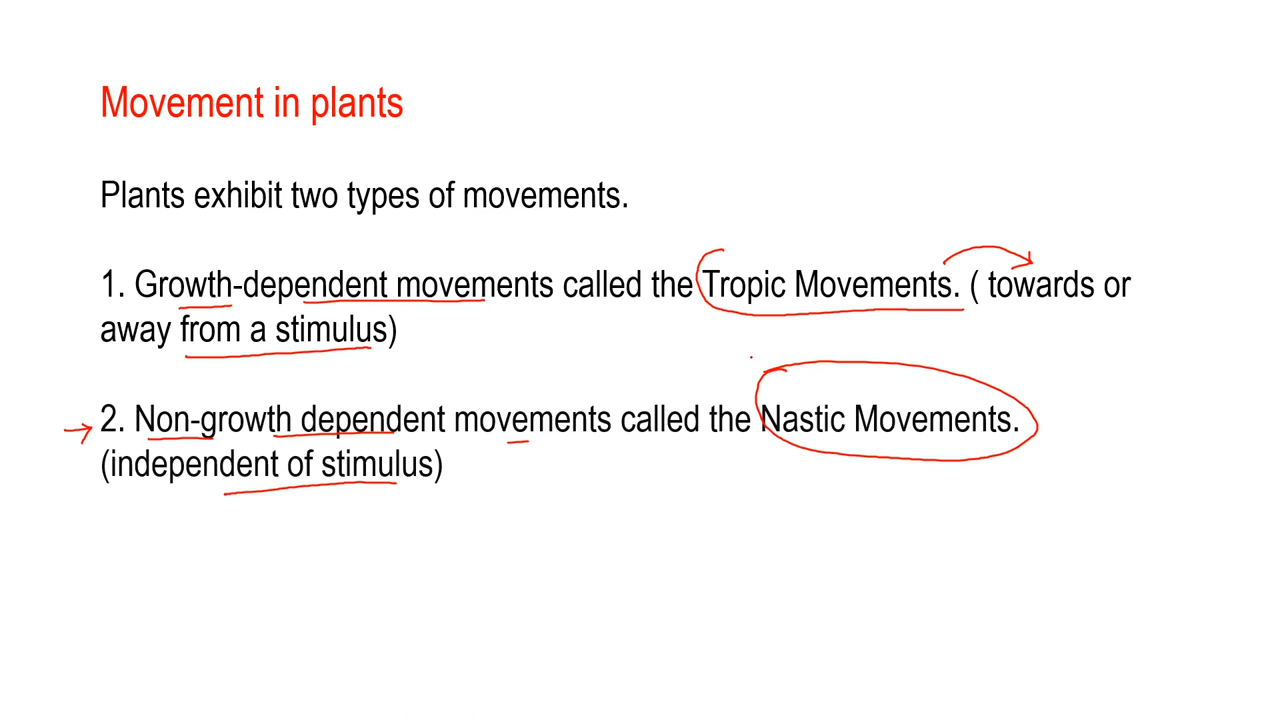 Movement in plants
Plants exhibit two types of movements.
1. Growth-dependent movements called the Tropic Movements. ( towards or
away from a stimulus)
2. Non-growth dependent movements called the Nastic Movements.
(independent of stimulus)